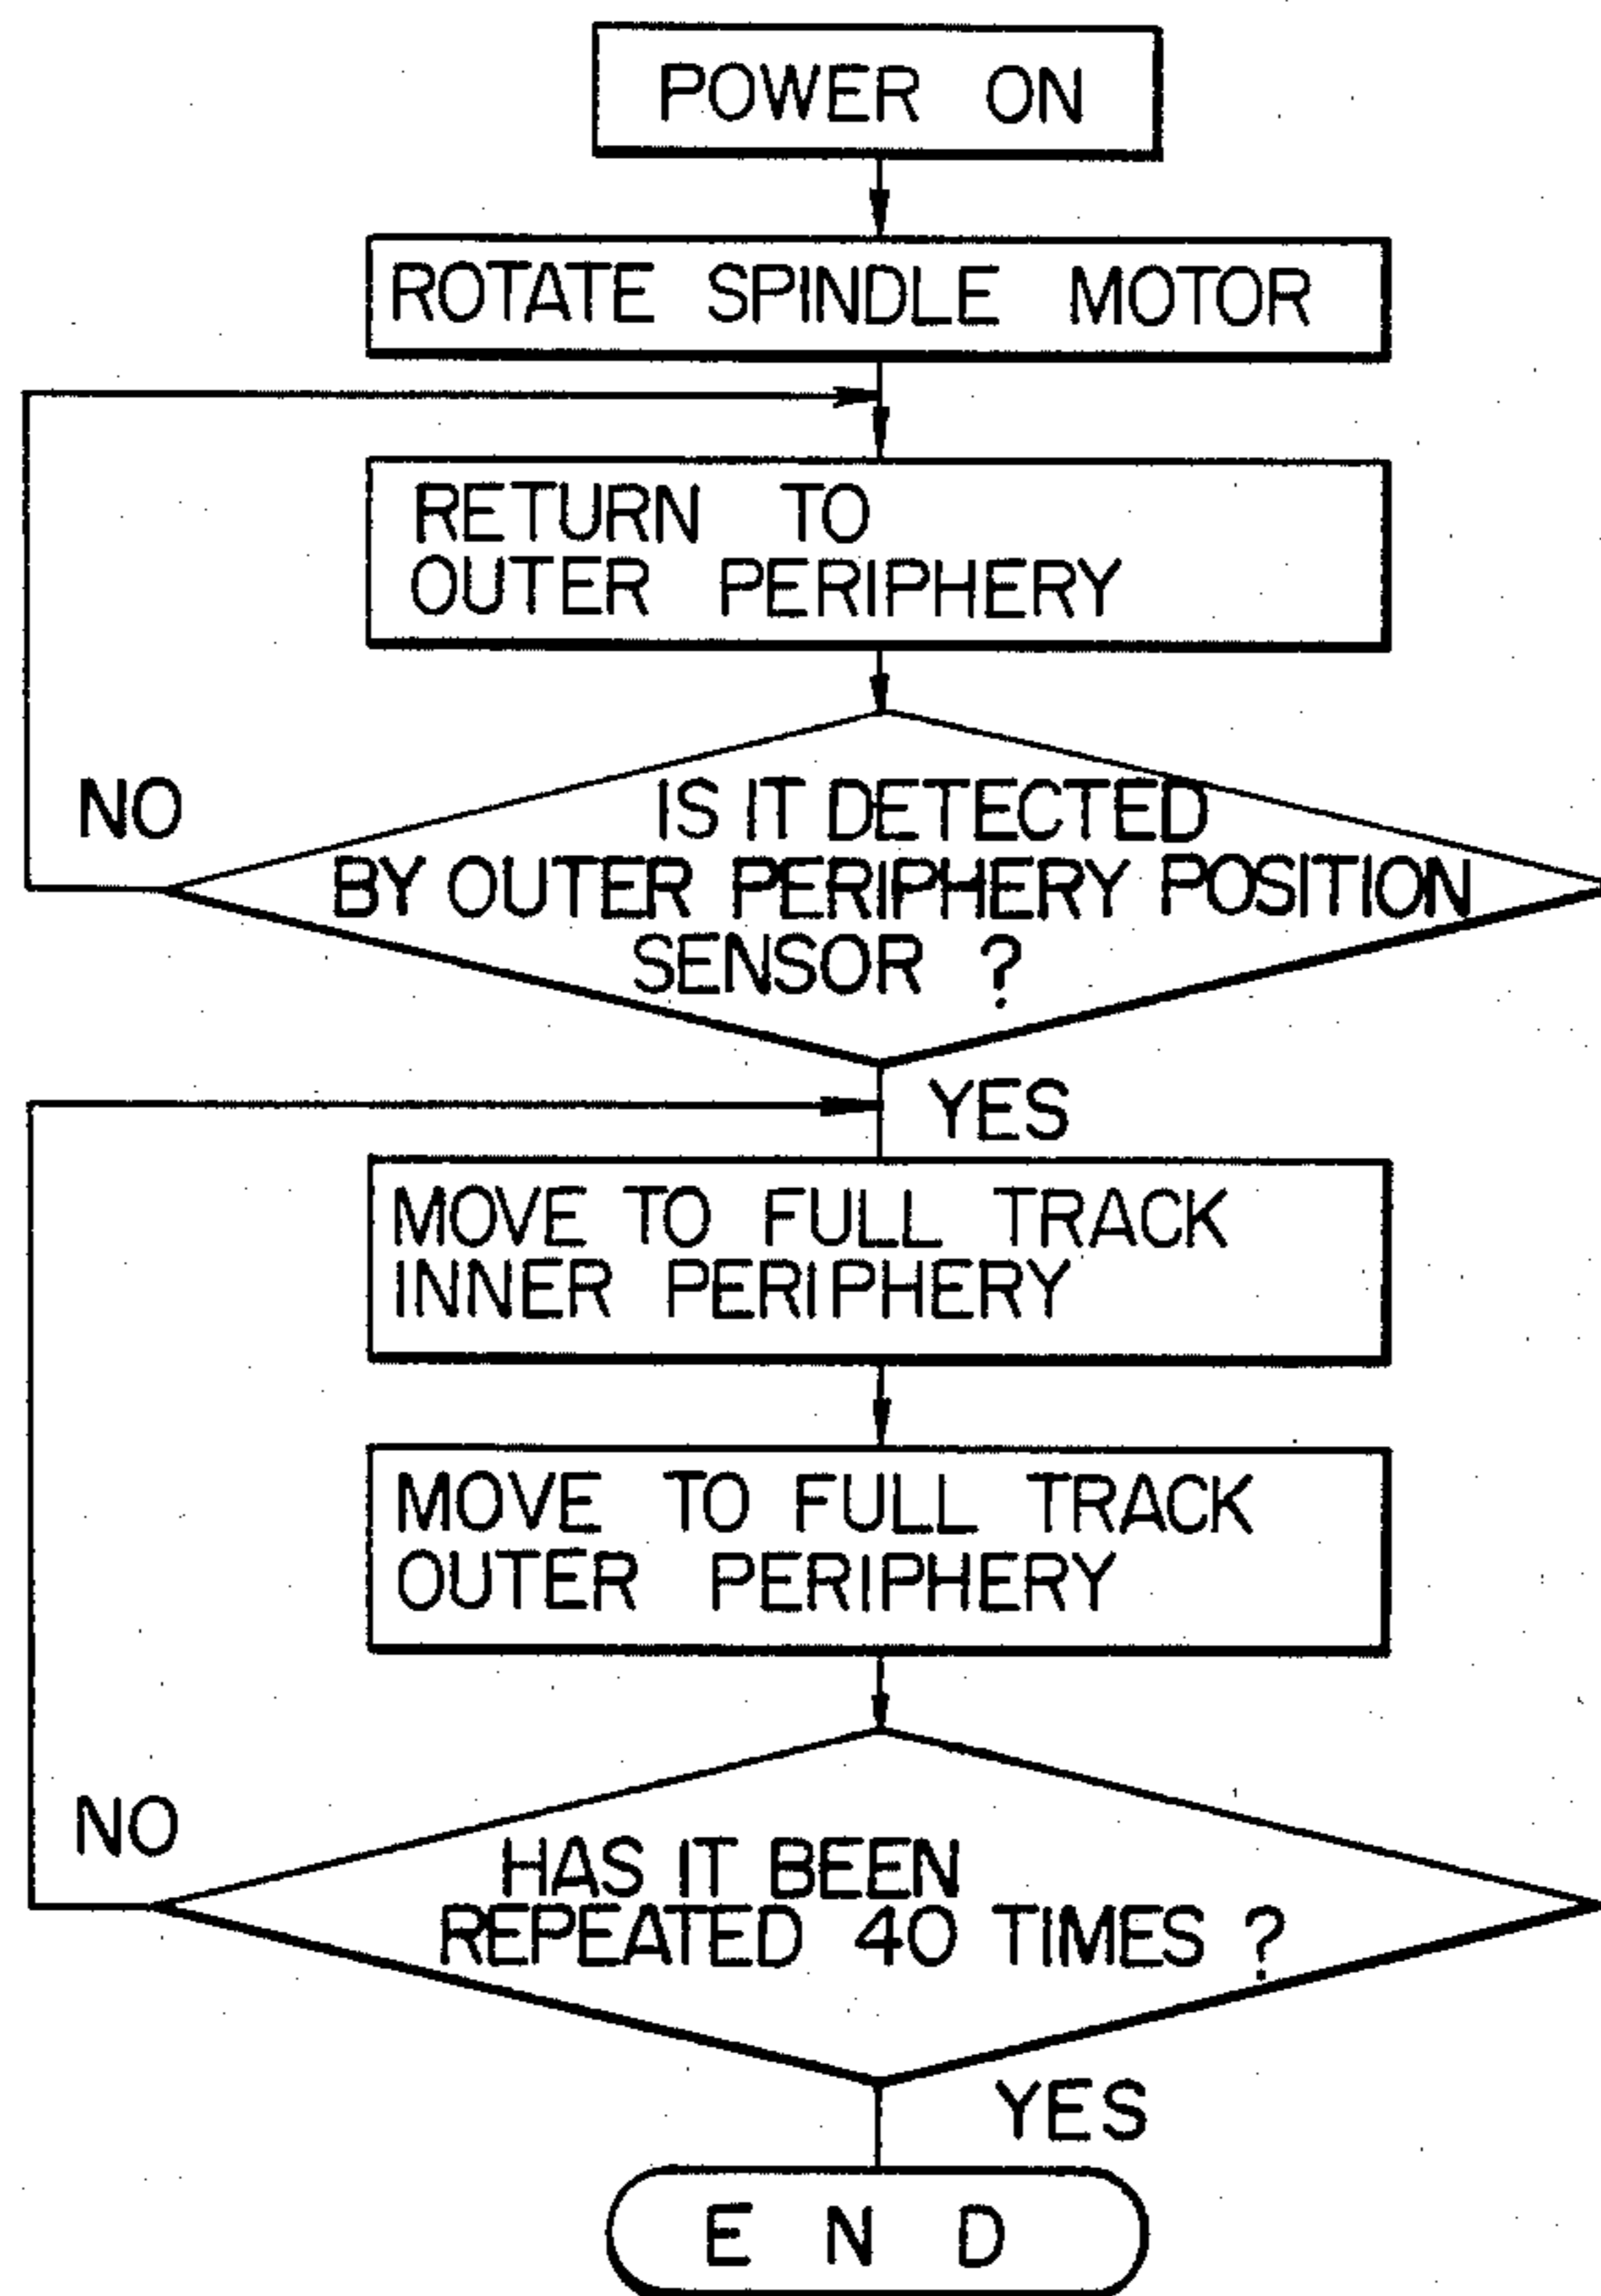 POWER ON
ROTATE SPINDLE MOTOR
RETURN TO
OUTER PERIPHERY
NO
IS IT DETECTED
BY OUTER PERIPHERY POSITION
SENSOR ?
YES
MOVE TO FULL TRACK
INNER PERIPHERY
MOVE TO FULL TRACK
OUTER PERIPHERY
NO
HAS IT BEEN
REPEATED 40 TIMES ?
YES
END